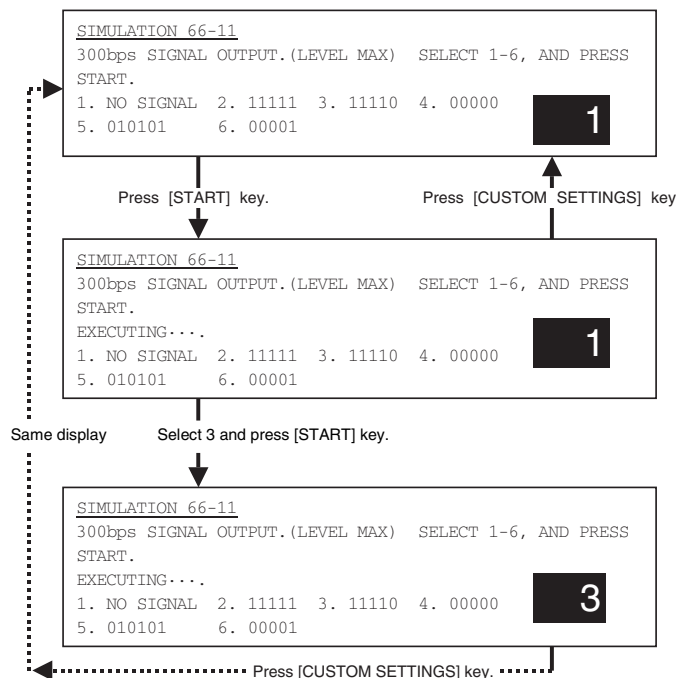 SIMULATION 66-11
300bps SIGNAL OUTPUT.(LEVEL MAX) SELECT 1-6, AND PRESS
START.
1. NO SIGNAL 2. 11111 3. 11110 4. 00000
5. 010101 6. 00001
1
Press [START] key.
Press [CUSTOM SETTINGS] key
SIMULATION 66-11
300bps SIGNAL OUTPUT.(LEVEL MAX) SELECT 1-6, AND PRESS
START.
EXECUTING···.
1. NO SIGNAL 2. 11111 3. 11110 4. 00000
5. 010101 6. 00001
1
Same display
Select 3 and press [START] key.
SIMULATION 66-11
300bps SIGNAL OUTPUT.(LEVEL MAX) SELECT 1-6, AND PRESS
START.
EXECUTING···.
1. NO SIGNAL 2. 11111 3. 11110 4. 00000
5. 010101 6. 00001
3
Press [CUSTOM SETTINGS] key.